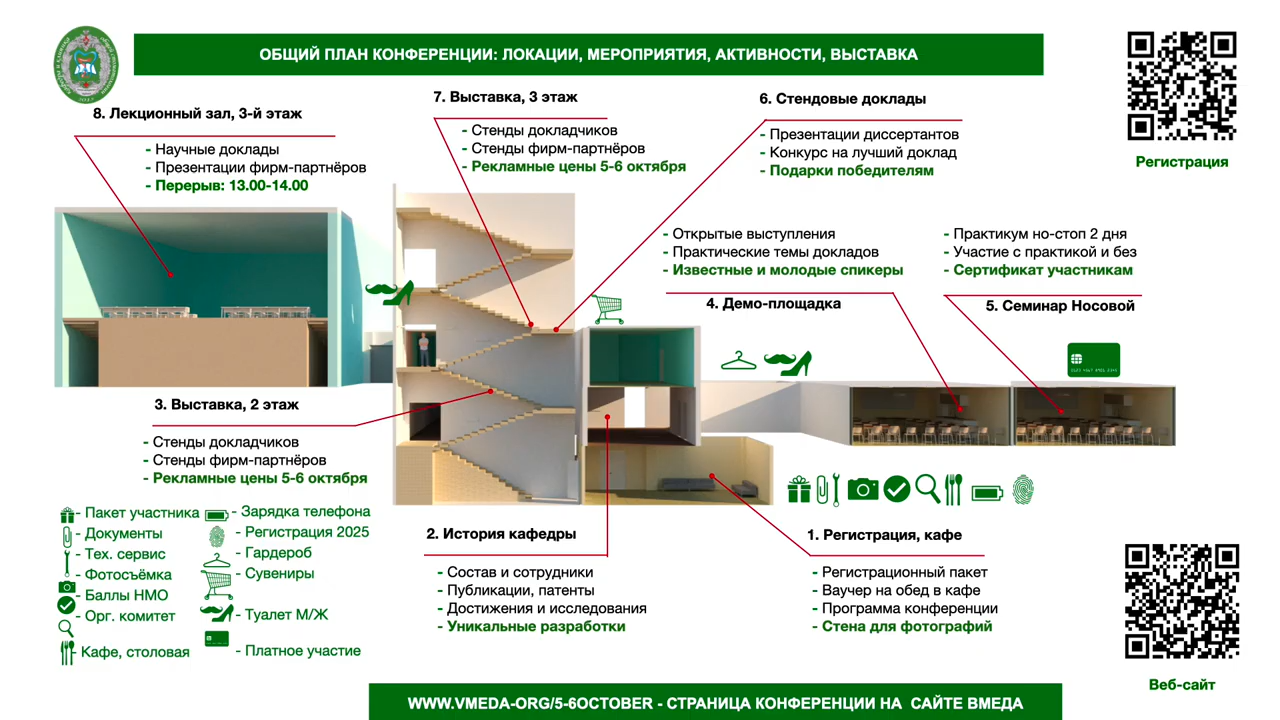 ОБЩИЙ ПЛАН КОНФЕРЕНЦИИ: ЛОКАЦИИ, МЕРОПРИЯТИЯ, АКТИВНОСТИ, ВЫСТАВКА
Регистрация
8. Лекционный зал, 3-й этаж
- Научные доклады
- Презентации фирм-партнёров
- Перерыв: 13.00-14.00
7. Выставка, 3 этаж
- Стенды докладчиков
- Стенды фирм-партнёров
- Рекламные цены 5-6 октября
6. Стендовые доклады
- Презентации диссертантов
- Конкурс на лучший доклад
- Подарки победителям
- Открытые выступления
- Практические темы докладов
- Известные и молодые спикеры
4. Демо-площадка
- Практикум но-стоп 2 дня
- Участие с практикой и без
- Сертификат участникам
5. Семинар Носовой
3. Выставка, 2 этаж
- Стенды докладчиков
- Стенды фирм-партнёров
- Рекламные цены 5-6 октября
- Пакет участника
- Документы
- Тех. сервис
- Фотосъёмка
- Баллы НМО
- Орг. комитет
- Кафе, столовая
- Зарядка телефона
- Регистрация 2025
- Гардероб
- Сувениры
- Туалет М/Ж
- Платное участие
2. История кафедры
- Состав и сотрудники
- Публикации, патенты
- Достижения и исследования
- Уникальные разработки
1. Регистрация, кафе
- Регистрационный пакет
- Ваучер на обед в кафе
- Программа конференции
- Стена для фотографий
Веб-сайт
WWW.VMEDA-ORG/5-6OCTOBER - СТРАНИЦА КОНФЕРЕНЦИИ НА САЙТЕ ВМЕДА